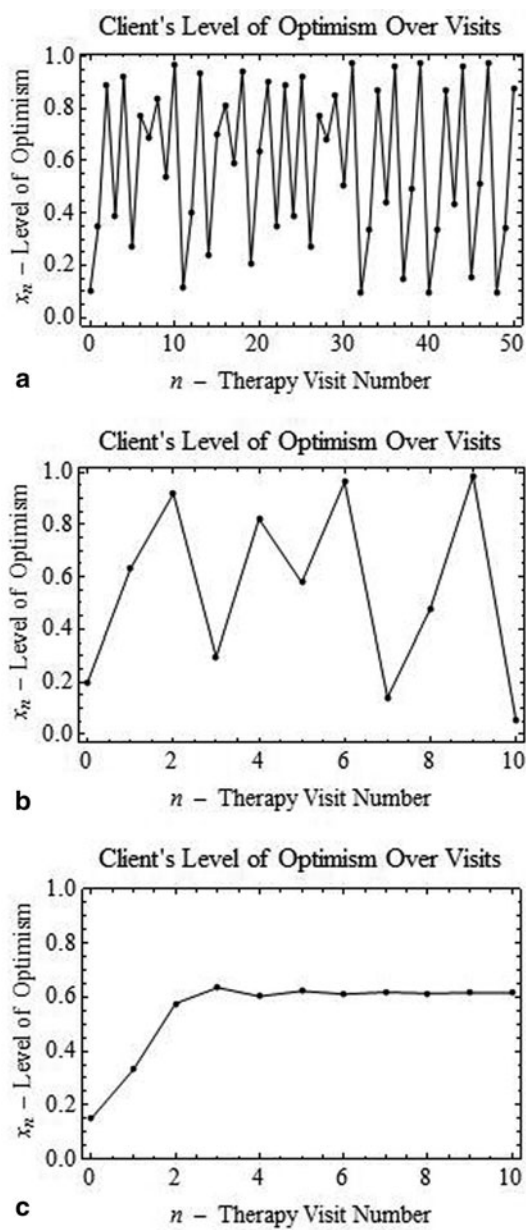 Client's Level of Optimism Over Visits
1.0
0.8
0.6
0.4
0.2
0.0
xₙ – Level of Optimism
0 10 20 30 40 50
n – Therapy Visit Number
a
Client's Level of Optimism Over Visits
1.0
0.8
0.6
0.4
0.2
0.0
xₙ – Level of Optimism
0 2 4 6 8 10
n – Therapy Visit Number
b
Client's Level of Optimism Over Visits
1.0
0.8
0.6
0.4
0.2
0.0
xₙ – Level of Optimism
0 2 4 6 8 10
n – Therapy Visit Number
c